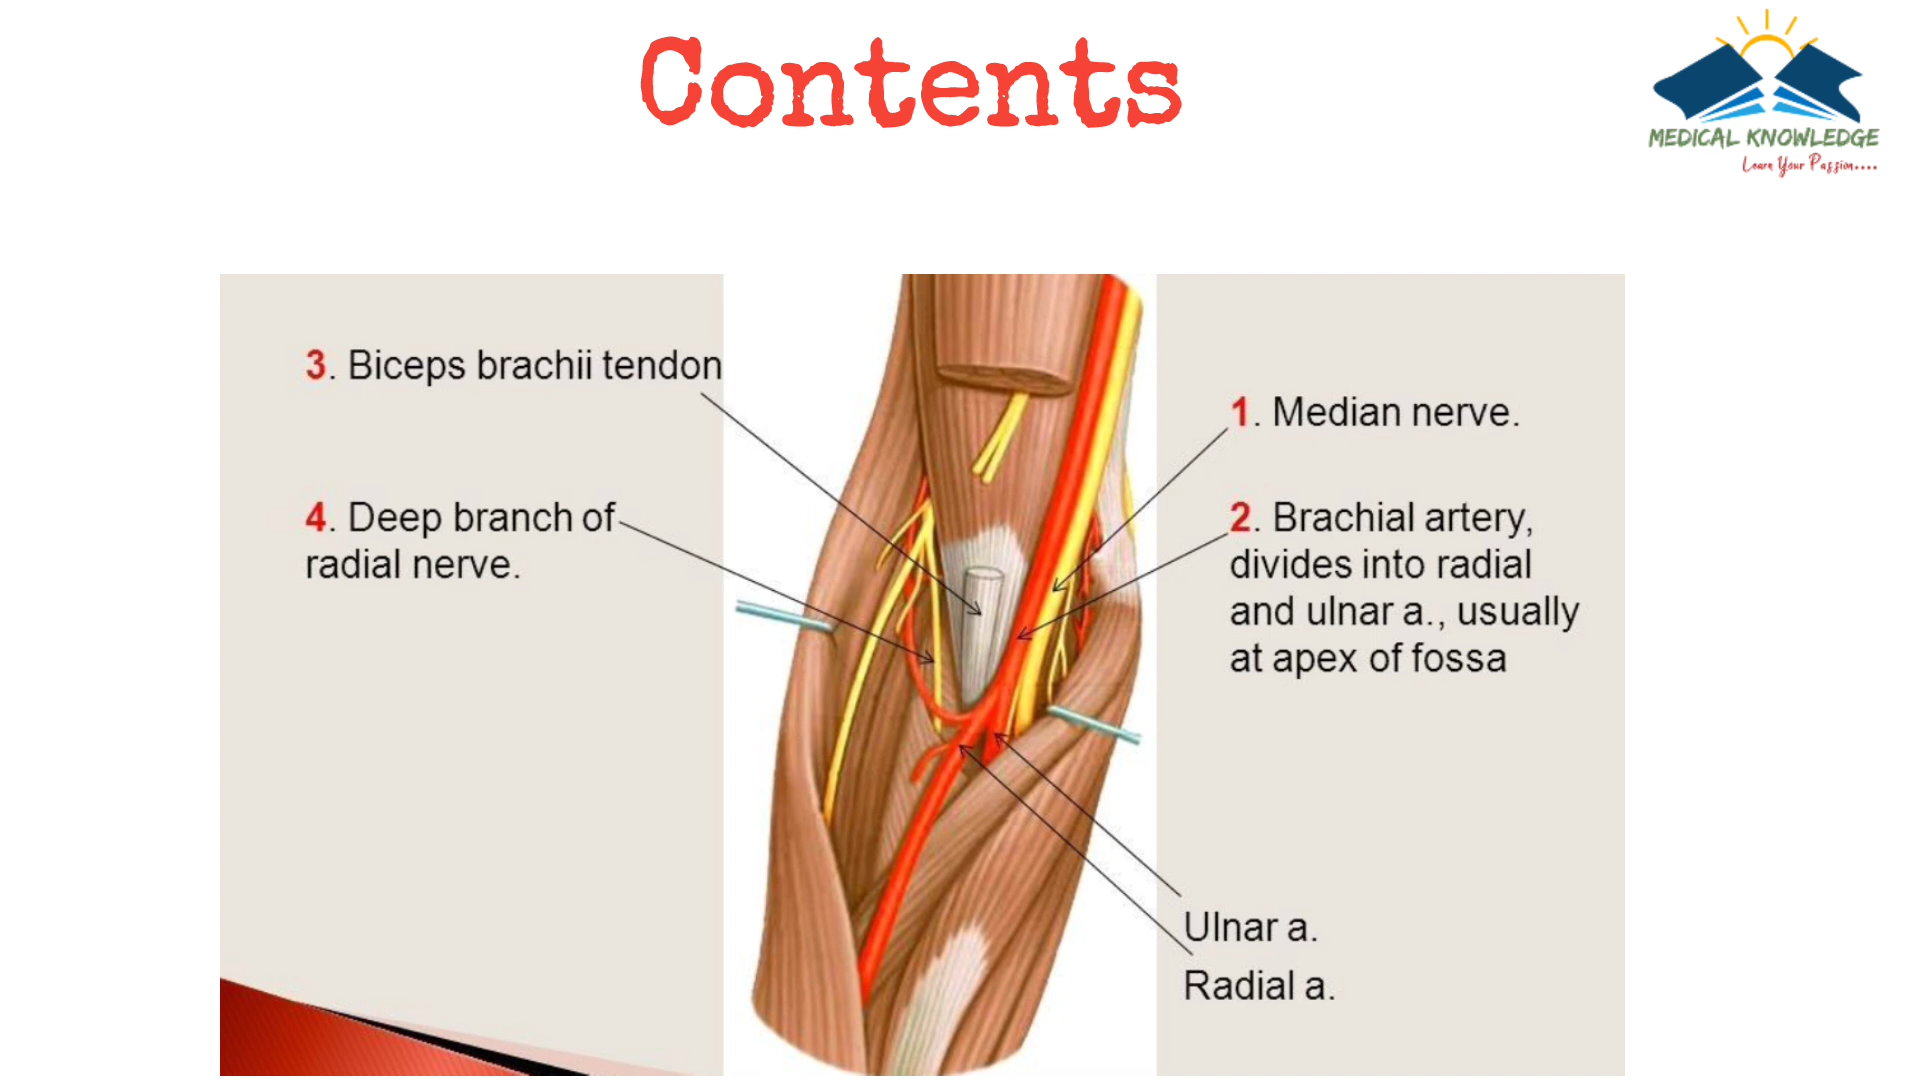 Contents
MEDICAL KNOWLEDGE
Learn Your Passion....
3. Biceps brachii tendon
4. Deep branch of
radial nerve.
1. Median nerve.
2. Brachial artery,
divides into radial
and ulnar a., usually
at apex of fossa
Ulnar a.
Radial a.